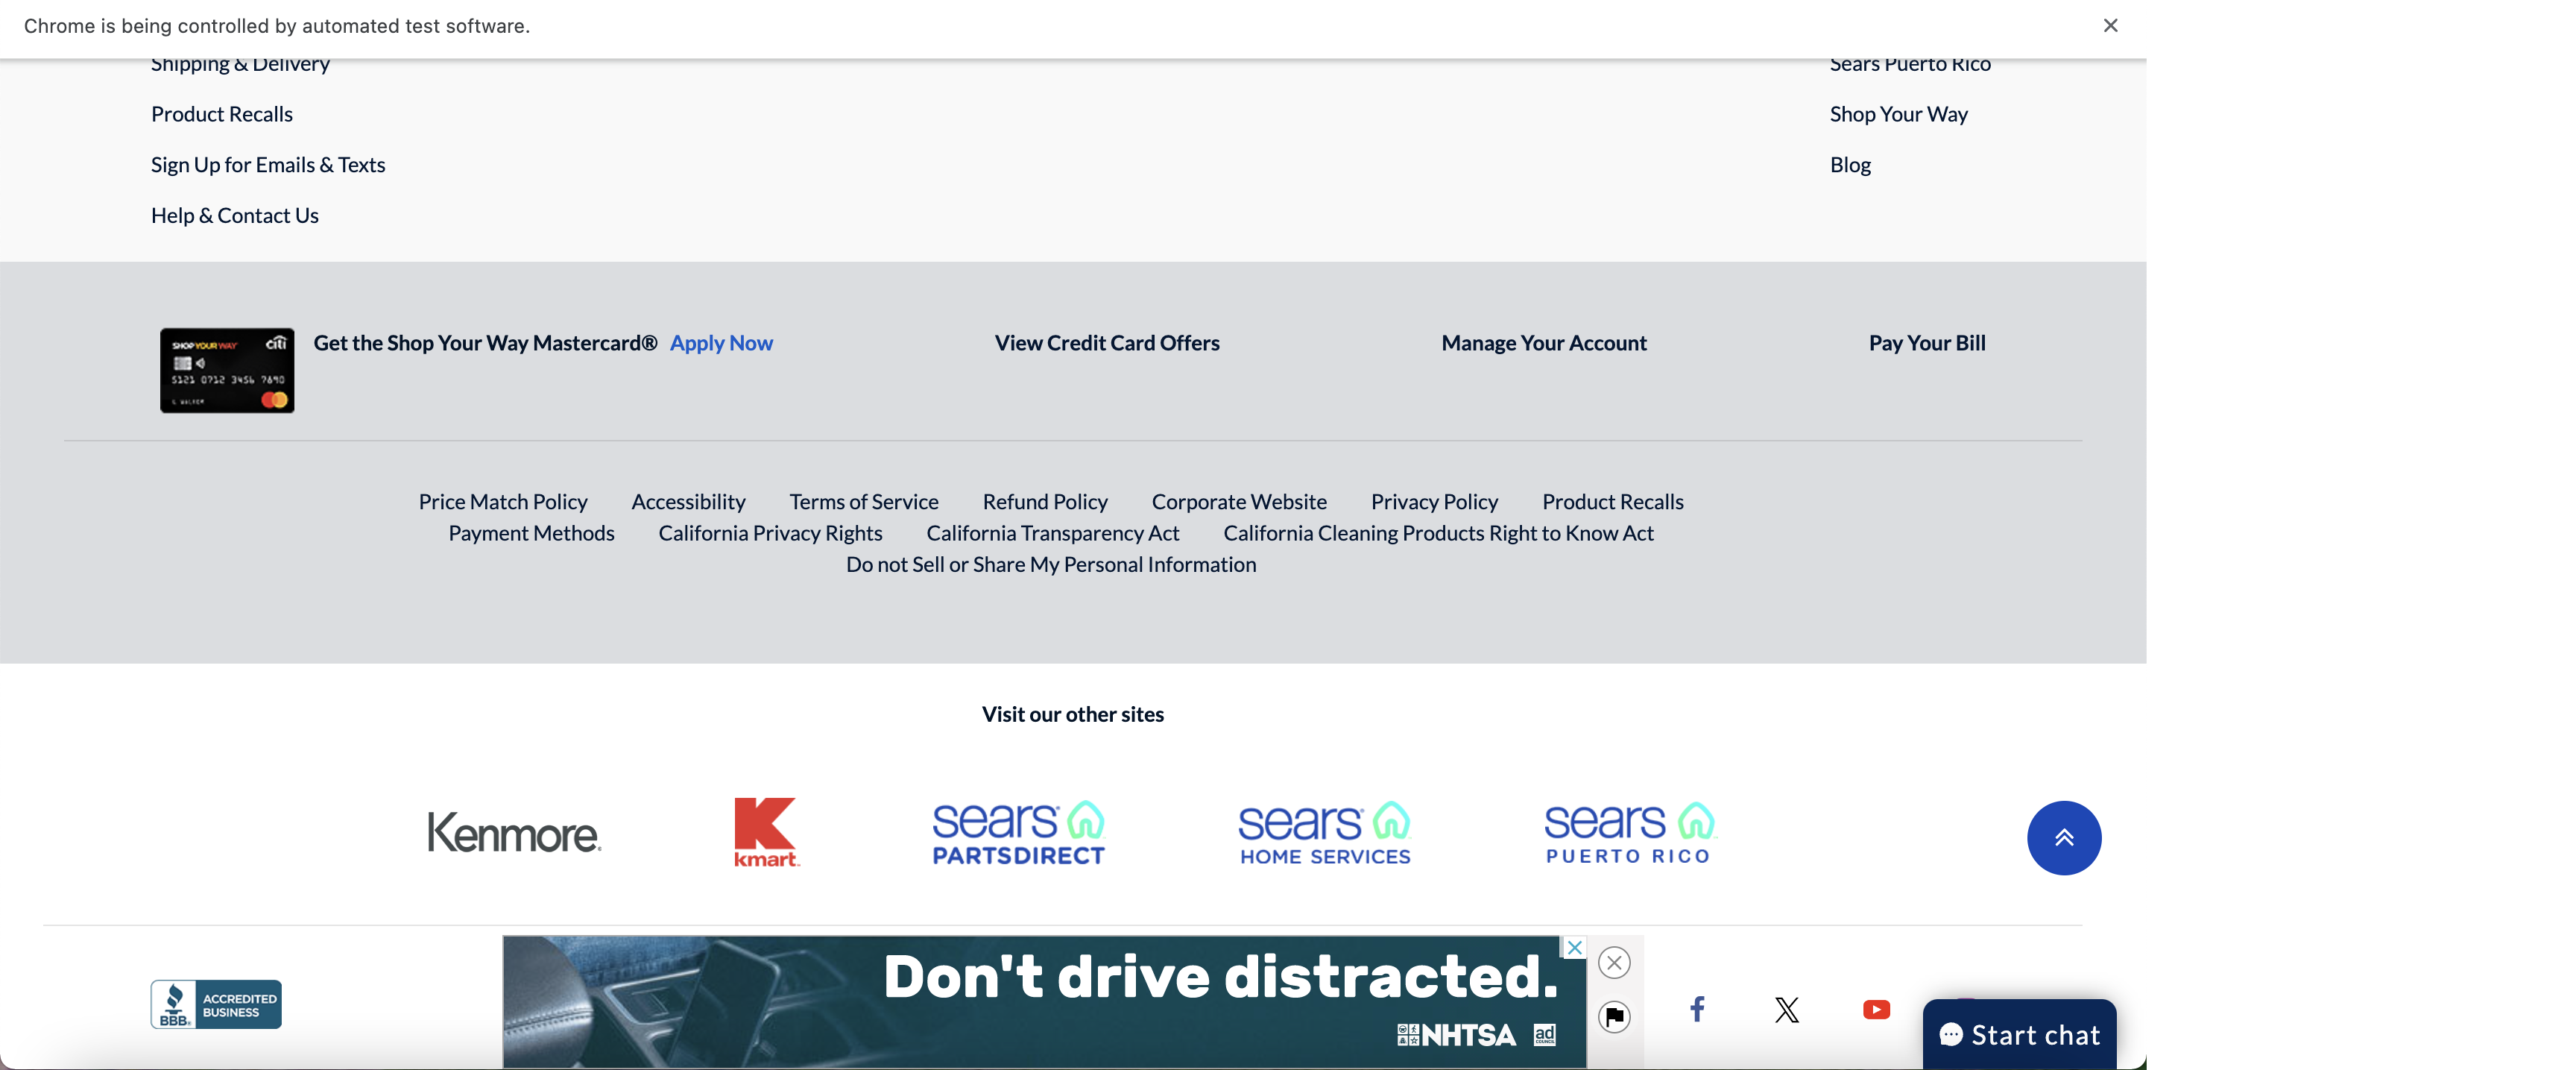 Chrome is being controlled by automated test software.
Shipping & Delivery
Sears Puerto Rico
Product Recalls
Shop Your Way
Sign Up for Emails & Texts
Blog
Help & Contact Us
SHOP YOUR WAY citi
5121 0712 3456 7890
Get the Shop Your Way Mastercard® Apply Now
View Credit Card Offers
Manage Your Account
Pay Your Bill
Price Match Policy Accessibility Terms of Service Refund Policy Corporate Website Privacy Policy Product Recalls
Payment Methods California Privacy Rights California Transparency Act California Cleaning Products Right to Know Act
Do not Sell or Share My Personal Information
Visit our other sites
Kenmore
kmart
sears PARTSDIRECT
sears HOME SERVICES
sears PUERTO RICO
BBB ACCREDITED BUSINESS
Don't drive distracted.
NHTSA
ad COUNCIL
Start chat